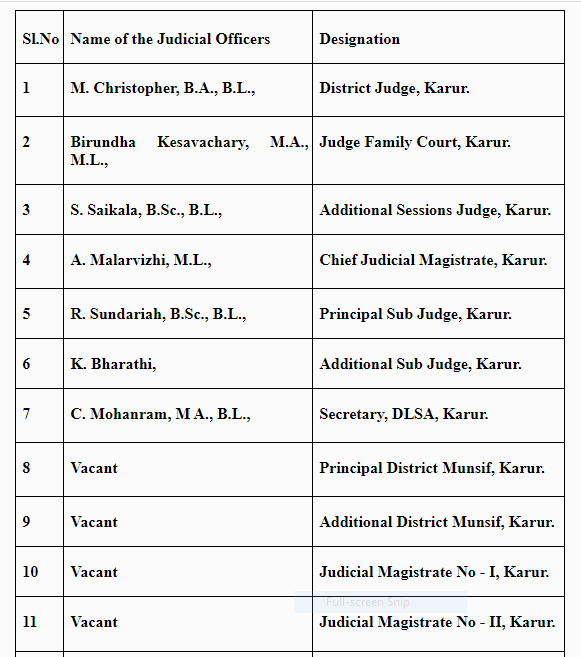 Sl.No Name of the Judicial Officers Designation
1 M. Christopher, B.A., B.L., District Judge, Karur.
2 Birundha Kesavachary, M.A., Judge Family Court, Karur.
M.L.,
3 S. Saikala, B.Sc., B.L., Additional Sessions Judge, Karur.
4 A. Malarvizhi, M.L., Chief Judicial Magistrate, Karur.
5 R. Sundariah, B.Sc., B.L., Principal Sub Judge, Karur.
6 K. Bharathi, Additional Sub Judge, Karur.
7 C. Mohanram, M A., B.L., Secretary, DLSA, Karur.
8 Vacant Principal District Munsif, Karur.
9 Vacant Additional District Munsif, Karur.
10 Vacant Judicial Magistrate No - I, Karur.
Full-screen Snip
11 Vacant Judicial Magistrate No - II, Karur.